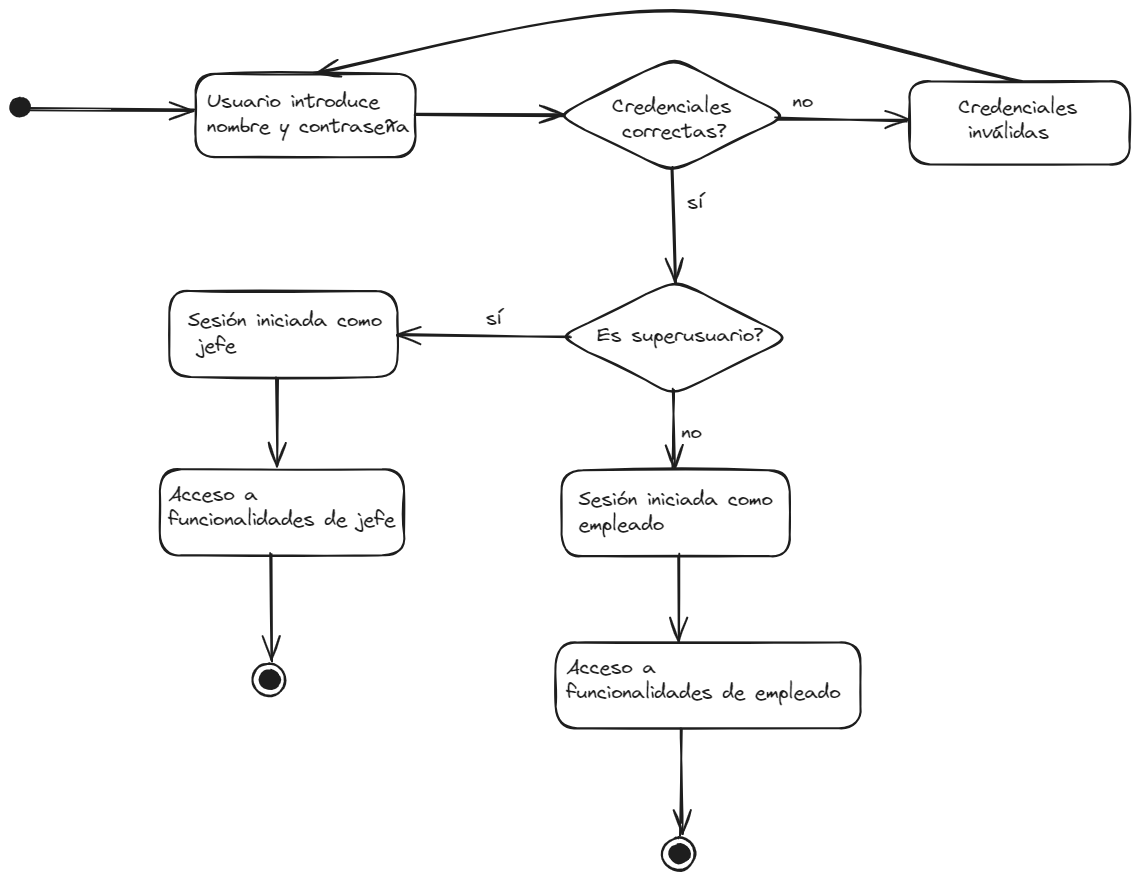 Usuario introduce
nombre y contraseña
Credenciales
correctas?
no
Credenciales
inválidas
sí
Sesión iniciada como
jefe
sí
Es superusuario?
no
Acceso a
funcionalidades de jefe
Sesión iniciada como
empleado
Acceso a
funcionalidades de empleado